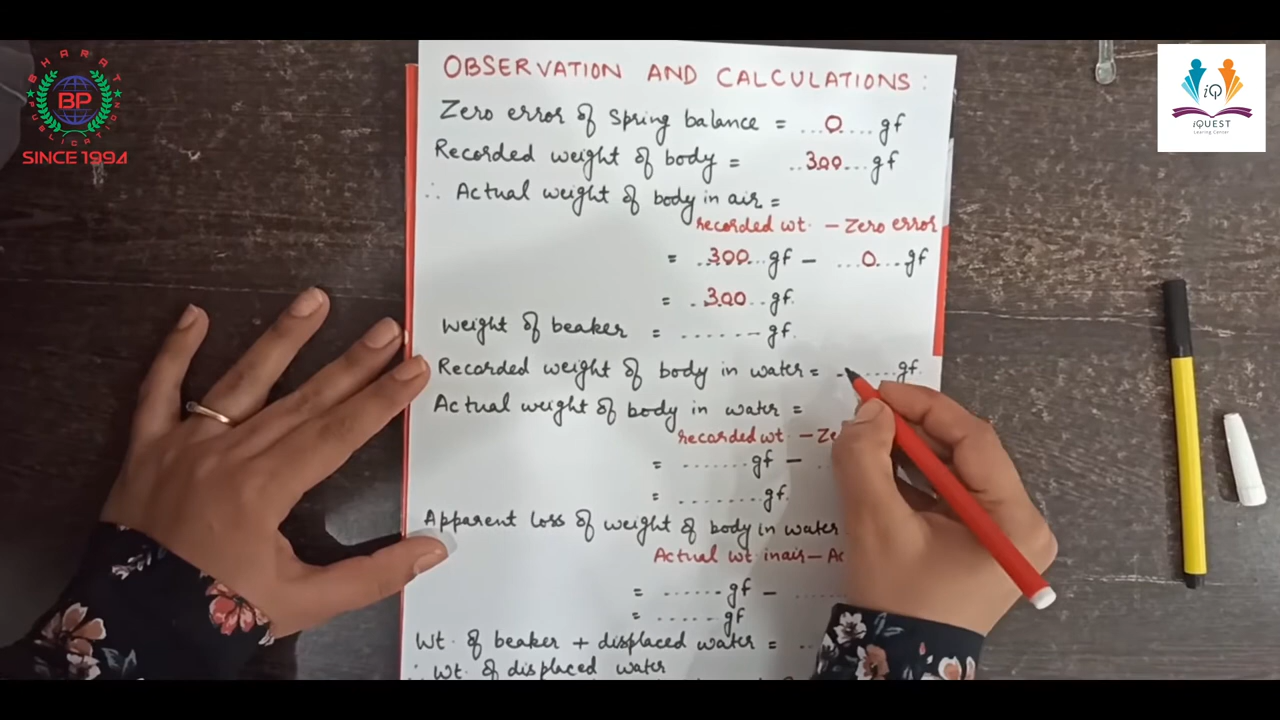 BHARAT
BP
PUBLICATION
SINCE 1994
iQ
iQUEST
Learing Center
OBSERVATION AND CALCULATIONS :
Zero error of Spring balance = ...0.... gf
Recorded weight of body = ..300... gf
∴ Actual weight of body in air =
recorded wt. - Zero error
= ..300... gf - ...0... gf
= .300.. gf.
Weight of beaker = ....... gf.
Recorded weight of body in water = ....... gf.
Actual weight of body in water =
recorded wt - Ze
= ....... gf -
= ........ gf.
Apparent loss of weight of body in water
Actual wt in air - Ac
= ...... gf - ......
= ...... gf
Wt. of beaker + displaced water = ..
∴ Wt. of displaced water